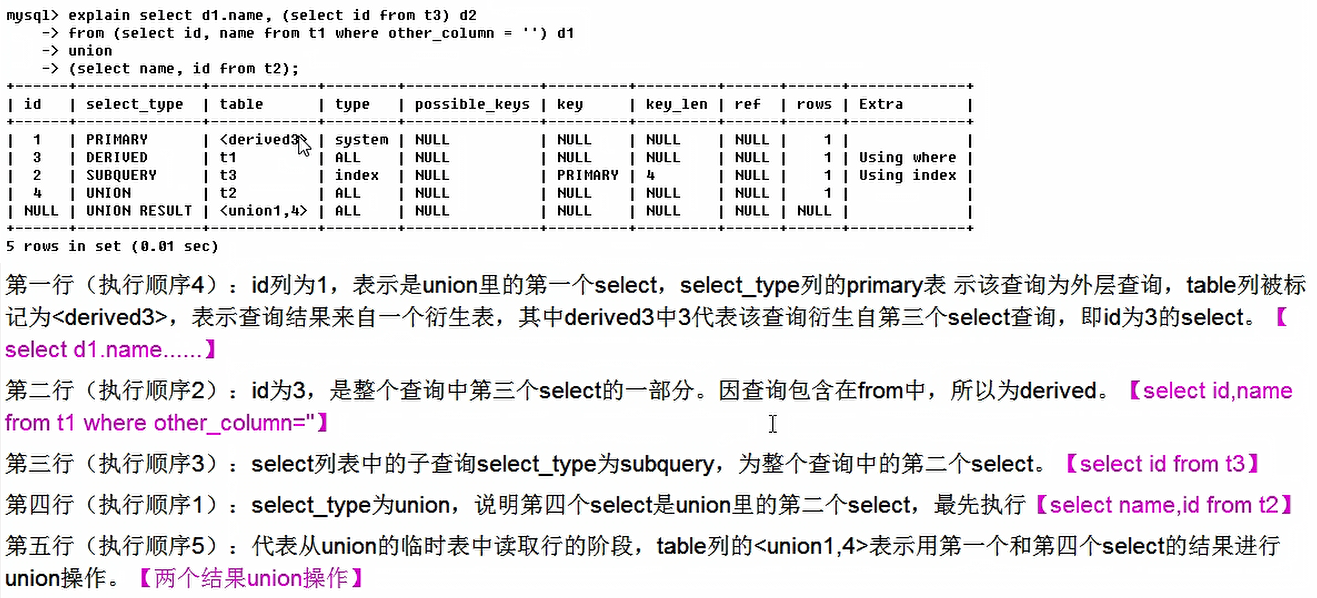 mysql> explain select d1.name, (select id from t3) d2
    -> from (select id, name from t1 where other_column = '') d1
    -> union
    -> (select name, id from t2);
+------+--------------+------------+--------+---------------+---------+---------+------+------+-------------+
| id   | select_type  | table      | type   | possible_keys | key     | key_len | ref  | rows | Extra       |
+------+--------------+------------+--------+---------------+---------+---------+------+------+-------------+
| 1    | PRIMARY      | <derived3> | system | NULL          | NULL    | NULL    | NULL | 1    |             |
| 3    | DERIVED      | t1         | ALL    | NULL          | NULL    | NULL    | NULL | 1    | Using where |
| 2    | SUBQUERY     | t3         | index  | NULL          | PRIMARY | 4       | NULL | 1    | Using index |
| 4    | UNION        | t2         | ALL    | NULL          | NULL    | NULL    | NULL | 1    |             |
| NULL | UNION RESULT | <union1,4> | ALL    | NULL          | NULL    | NULL    | NULL | NULL |             |
+------+--------------+------------+--------+---------------+---------+---------+------+------+-------------+
5 rows in set (0.01 sec)
第一行（执行顺序4）：id列为1，表示是union里的第一个select，select_type列的primary表 示该查询为外层查询，table列被标
记为<derived3>，表示查询结果来自一个衍生表，其中derived3中3代表该查询衍生自第三个select查询，即id为3的select。【
select d1.name......】
第二行（执行顺序2）：id为3，是整个查询中第三个select的一部分。因查询包含在from中，所以为derived。【select id,name
from t1 where other_column=''】
第三行（执行顺序3）：select列表中的子查询select_type为subquery，为整个查询中的第二个select。【select id from t3】
第四行（执行顺序1）：select_type为union，说明第四个select是union里的第二个select，最先执行【select name,id from t2】
第五行（执行顺序5）：代表从union的临时表中读取行的阶段，table列的<union1,4>表示用第一个和第四个select的结果进行
union操作。【两个结果union操作】